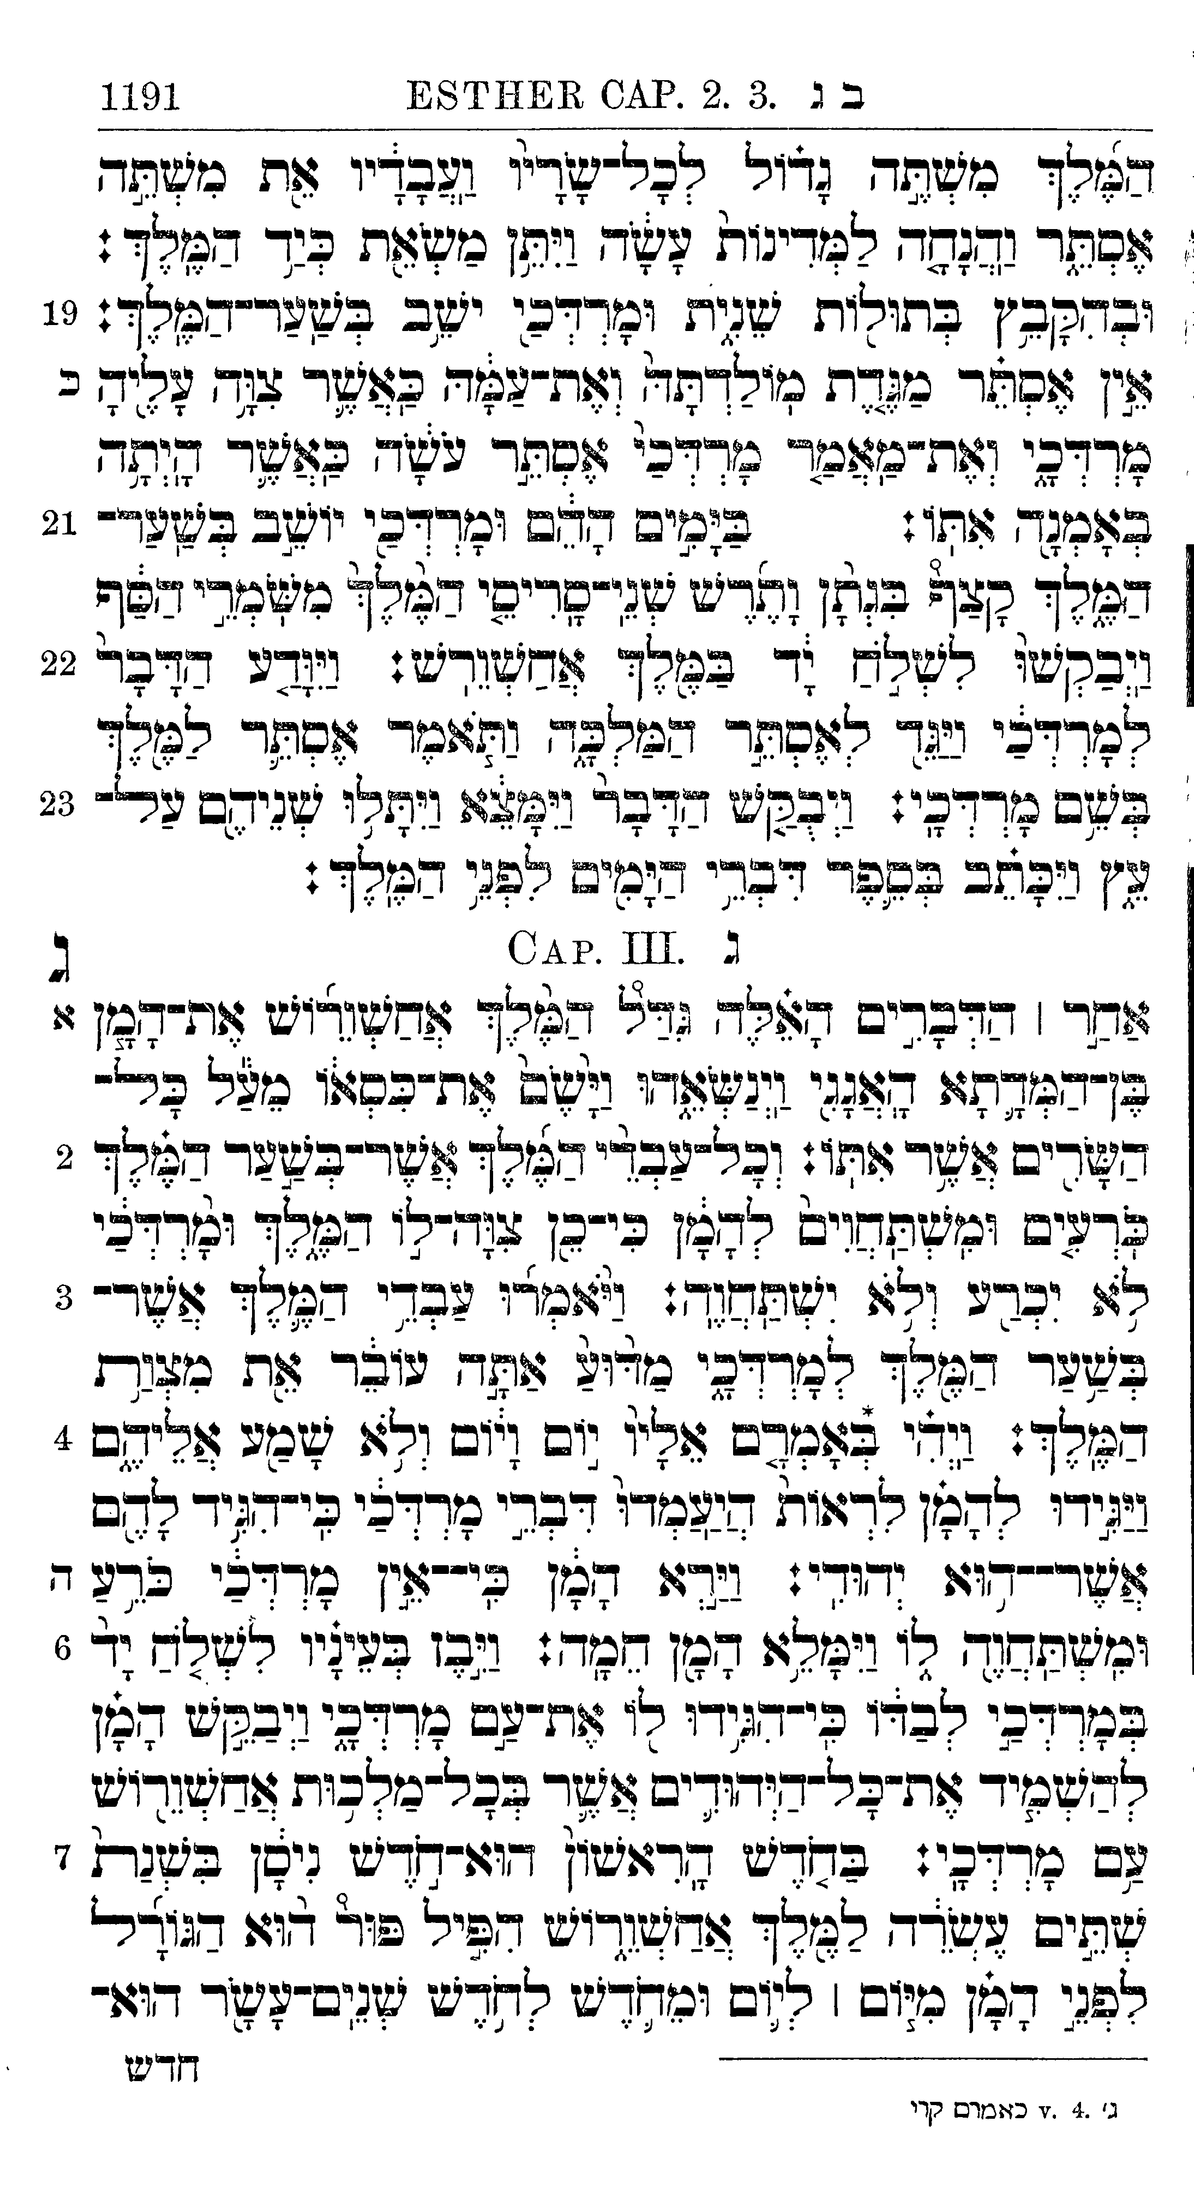 1191 ESTHER CAP. 2. 3. ב ג
הַמֶּ֜לֶךְ מִשְׁתֶּ֣ה גָד֗וֹל לְכָל־שָׂרָיו֙ וַעֲבָדָ֔יו אֵ֖ת מִשְׁתֵּ֣ה
אֶסְתֵּ֑ר וַהֲנָחָ֤ה לַמְּדִינוֹת֙ עָשָׂ֔ה וַיִּתֵּ֥ן מַשְׂאֵ֖ת כְּיַ֥ד הַמֶּֽלֶךְ׃
19 וּבְהִקָּבֵ֥ץ בְּתוּל֖וֹת שֵׁנִ֑ית וּמָרְדְּכַ֖י ישֵׁ֥ב בְּשַֽׁעַר־הַמֶּֽלֶךְ׃
כ אֵ֣ין אֶסְתֵּ֗ר מַגֶּ֤דֶת מֽוֹלַדְתָּהּ֙ וְאֶת־עַמָּ֔הּ כַּאֲשֶׁ֛ר צִוָּ֥ה עָלֶ֖יהָ
מָרְדֳּכָ֑י וְאֶת־מַאֲמַ֤ר מָרְדְּכַי֙ אֶסְתֵּ֣ר עֹשָׂ֔ה כַּאֲשֶׁ֛ר הָיְתָ֥ה
21 בְאָמְנָ֖ה אִתּֽוֹ׃ בַּיָּמִ֣ים הָהֵ֔ם וּמָרְדְּכַ֖י יוֹשֵׁ֣ב בְּשַֽׁעַר־
הַמֶּ֑לֶךְ קָצַף֩ בִּגְתָ֨ן וָתֶ֜רֶשׁ שְׁנֵֽי־סָרִיסֵ֤י הַמֶּ֙לֶךְ֙ מִשֹּׁמְרֵ֣י הַסַּ֔ף
22 וַיְבַקְשׁוּ֙ לִשְׁלֹ֣חַ יָ֔ד בַּמֶּ֖לֶךְ אֲחַשְׁוֵרֽשׁ׃ וַיִּוָּדַ֤ע הַדָּבָר֙
לְמָרְדֳּכַ֔י וַיַּגֵּ֖ד לְאֶסְתֵּ֣ר הַמַּלְכָּ֑ה וַתֹּ֧אמֶר אֶסְתֵּ֛ר לַמֶּ֖לֶךְ
23 בְּשֵׁ֥ם מָרְדֳּכָֽי׃ וַיְבֻקַּ֤שׁ הַדָּבָר֙ וַיִּמָּצֵ֔א וַיִּתָּל֥וּ שְׁנֵיהֶ֖ם עַל־
עֵ֑ץ וַיִּכָּתֵ֗ב בְּסֵ֛פֶר דִּבְרֵ֥י הַיָּמִ֖ים לִפְנֵ֥י הַמֶּֽלֶךְ׃
ג CAP. III. ג
א אַחַ֣ר ׀ הַדְּבָרִ֣ים הָאֵ֗לֶּה גִּדַּל֩ הַמֶּ֨לֶךְ אֲחַשְׁוֵר֜וֹשׁ אֶת־הָמָ֧ן
בֶּֽן־הַמְּדָ֛תָא הָאֲגָגִ֖י וַֽיְנַשְּׂאֵ֑הוּ וַיָּ֙שֶׂם֙ אֶת־כִּסְא֔וֹ מֵעַ֕ל כָּל־
2 הַשָּׂרִ֖ים אֲשֶׁ֥ר אִתּֽוֹ׃ וְכָל־עַבְדֵ֨י הַמֶּ֜לֶךְ אֲשֶׁר־בְּשַׁ֣עַר הַמֶּ֗לֶךְ
כֹּרְעִ֤ים וּמִֽשְׁתַּחֲוִים֙ לְהָמָ֔ן כִּי־כֵ֖ן צִוָּה־ל֣וֹ הַמֶּ֑לֶךְ וּמָ֨רְדֳּכַ֔י
3 לֹ֥א יִכְרַ֖ע וְלֹ֥א יִֽשְׁתַּחֲוֶֽה׃ וַיֹּ֨אמְר֜וּ עַבְדֵ֥י הַמֶּ֛לֶךְ אֲשֶׁר־
בְּשַׁ֥עַר הַמֶּ֖לֶךְ לְמָרְדֳּכָ֑י מַדּ֙וּעַ֙ אַתָּ֣ה עוֹבֵ֔ר אֵ֖ת מִצְוַ֥ת
4 הַמֶּֽלֶךְ׃ וַיְהִ֗י *בְּאָמְרָ֤ם אֵלָיו֙ י֣וֹם וָי֔וֹם וְלֹ֥א שָׁמַ֖ע אֲלֵיהֶ֑ם
וַיַּגִּ֣ידוּ לְהָמָ֗ן לִרְאוֹת֙ הֲיַֽעַמְדוּ֙ דִּבְרֵ֣י מָרְדֳּכַ֔י כִּֽי־הִגִּ֥יד לָהֶ֖ם
ה אֲשֶׁר־ה֥וּא יְהוּדִֽי׃ וַיַּ֣רְא הָמָ֔ן כִּי־אֵ֣ין מָרְדֳּכַ֔י כֹּרֵ֥עַ
6 וּמִֽשְׁתַּחֲוֶ֖ה ל֑וֹ וַיִּמָּלֵ֥א הָמָ֖ן חֵמָֽה׃ וַיִּ֣בֶז בְּעֵינָ֗יו לִשְׁלֹ֤חַ יָד֙
בְּמָרְדֳּכַ֣י לְבַדּ֔וֹ כִּֽי־הִגִּ֥ידוּ ל֖וֹ אֶת־עַ֣ם מָרְדֳּכָ֑י וַיְבַקֵּ֣שׁ הָמָ֗ן
לְהַשְׁמִ֧יד אֶת־כָּל־הַיְּהוּדִ֛ים אֲשֶׁ֛ר בְּכָל־מַלְכ֥וּת אֲחַשְׁוֵר֖וֹשׁ
7 עַ֥ם מָרְדֳּכָֽי׃ בַּחֹ֤דֶשׁ הָרִאשׁוֹן֙ הוּא־חֹ֣דֶשׁ נִיסָ֔ן בִּשְׁנַת֙
שְׁתֵּ֣ים עֶשְׂרֵ֔ה לַמֶּ֖לֶךְ אֲחַשְׁוֵר֑וֹשׁ הִפִּ֣יל פּוּר֩ ה֨וּא הַגּוֹרָ֜ל
לִפְנֵ֣י הָמָ֗ן מִיּ֧וֹם ׀ לְי֛וֹם וּמֵחֹ֛דֶשׁ לְחֹ֥דֶשׁ שְׁנֵים־עָשָׂ֖ר הוּא־
חדש
ג׳ v. 4. כאמרם קרי